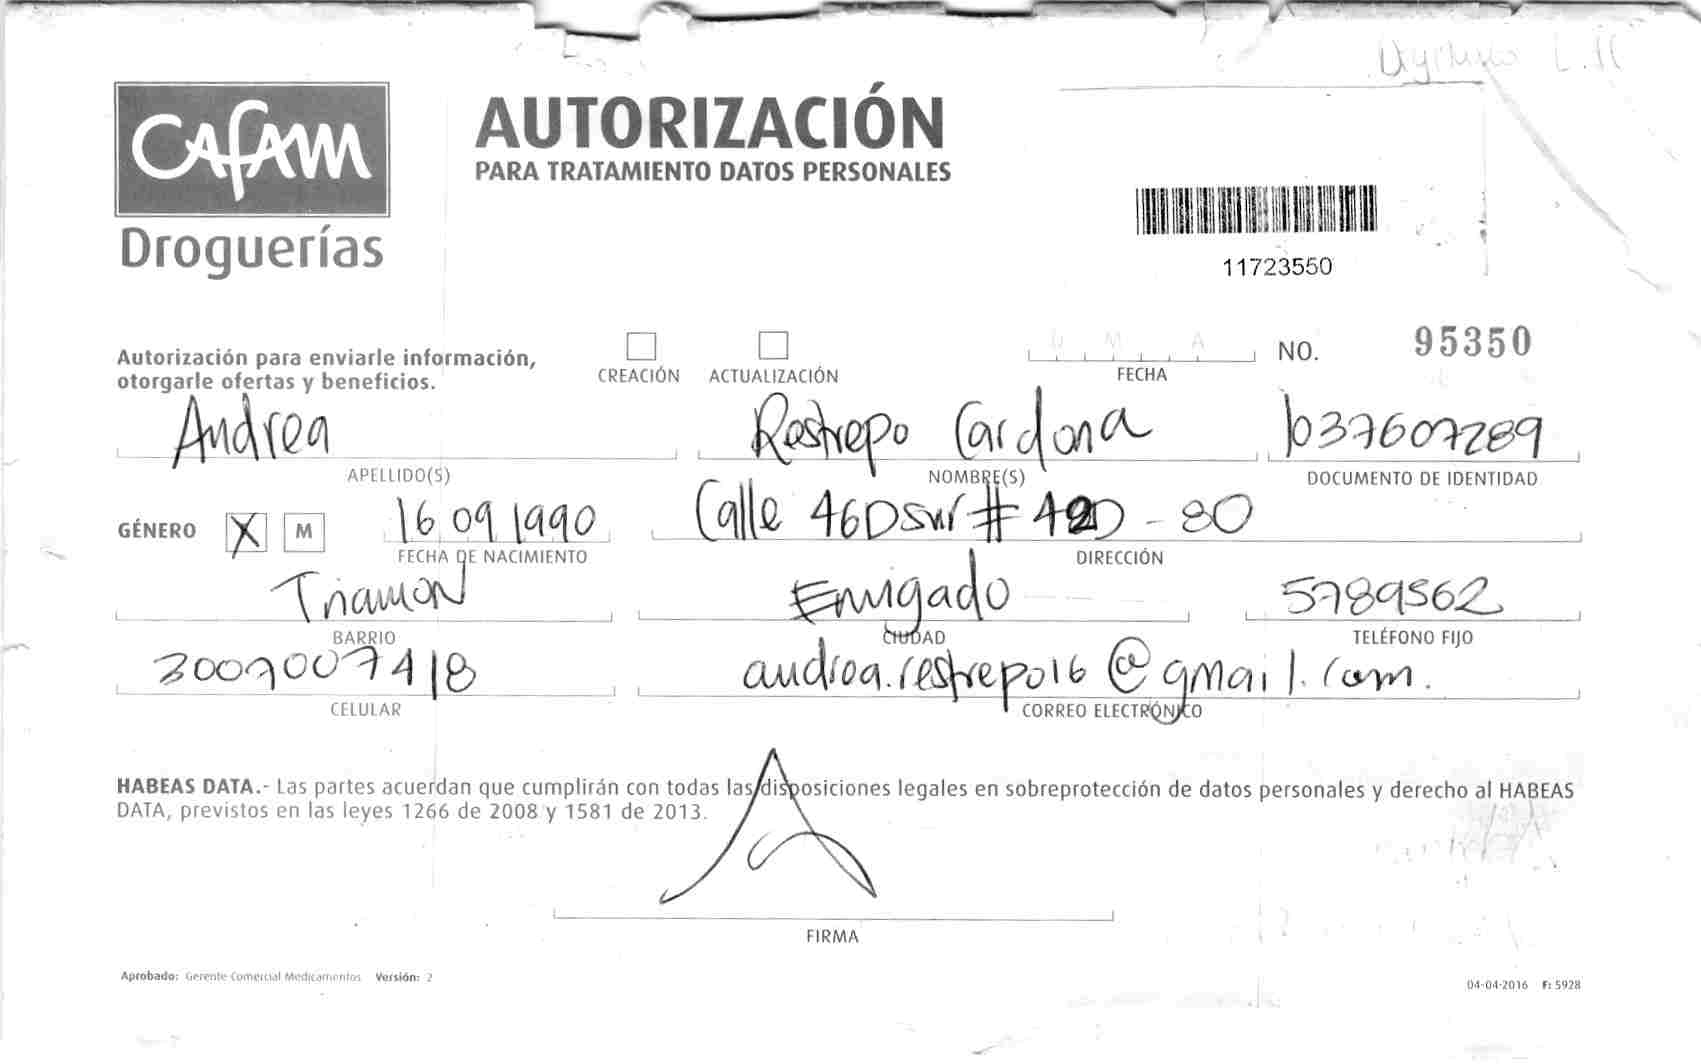 CAFAM
Droguerías
AUTORIZACIÓN
PARA TRATAMIENTO DATOS PERSONALES
11723550
Autorización para enviarle información,
otorgarle ofertas y beneficios.
CREACIÓN ACTUALIZACIÓN
D M A
FECHA
NO. 95350
Andrea Restrepo Cardona 1037607289
APELLIDO(S) NOMBRE(S) DOCUMENTO DE IDENTIDAD
GÉNERO X M 16 09 1990 Calle 46D sur # 42D - 80
FECHA DE NACIMIENTO DIRECCIÓN
Trianon Envigado 5789562
BARRIO CIUDAD TELÉFONO FIJO
3007007418 andrea.restrepo16@gmail.com.
CELULAR CORREO ELECTRÓNICO
HABEAS DATA.- Las partes acuerdan que cumplirán con todas las disposiciones legales en sobreprotección de datos personales y derecho al HABEAS
DATA, previstos en las leyes 1266 de 2008 y 1581 de 2013.
FIRMA
Aprobado: Gerente Comercial Medicamentos Versión: 2
04-04-2016 F: 5928